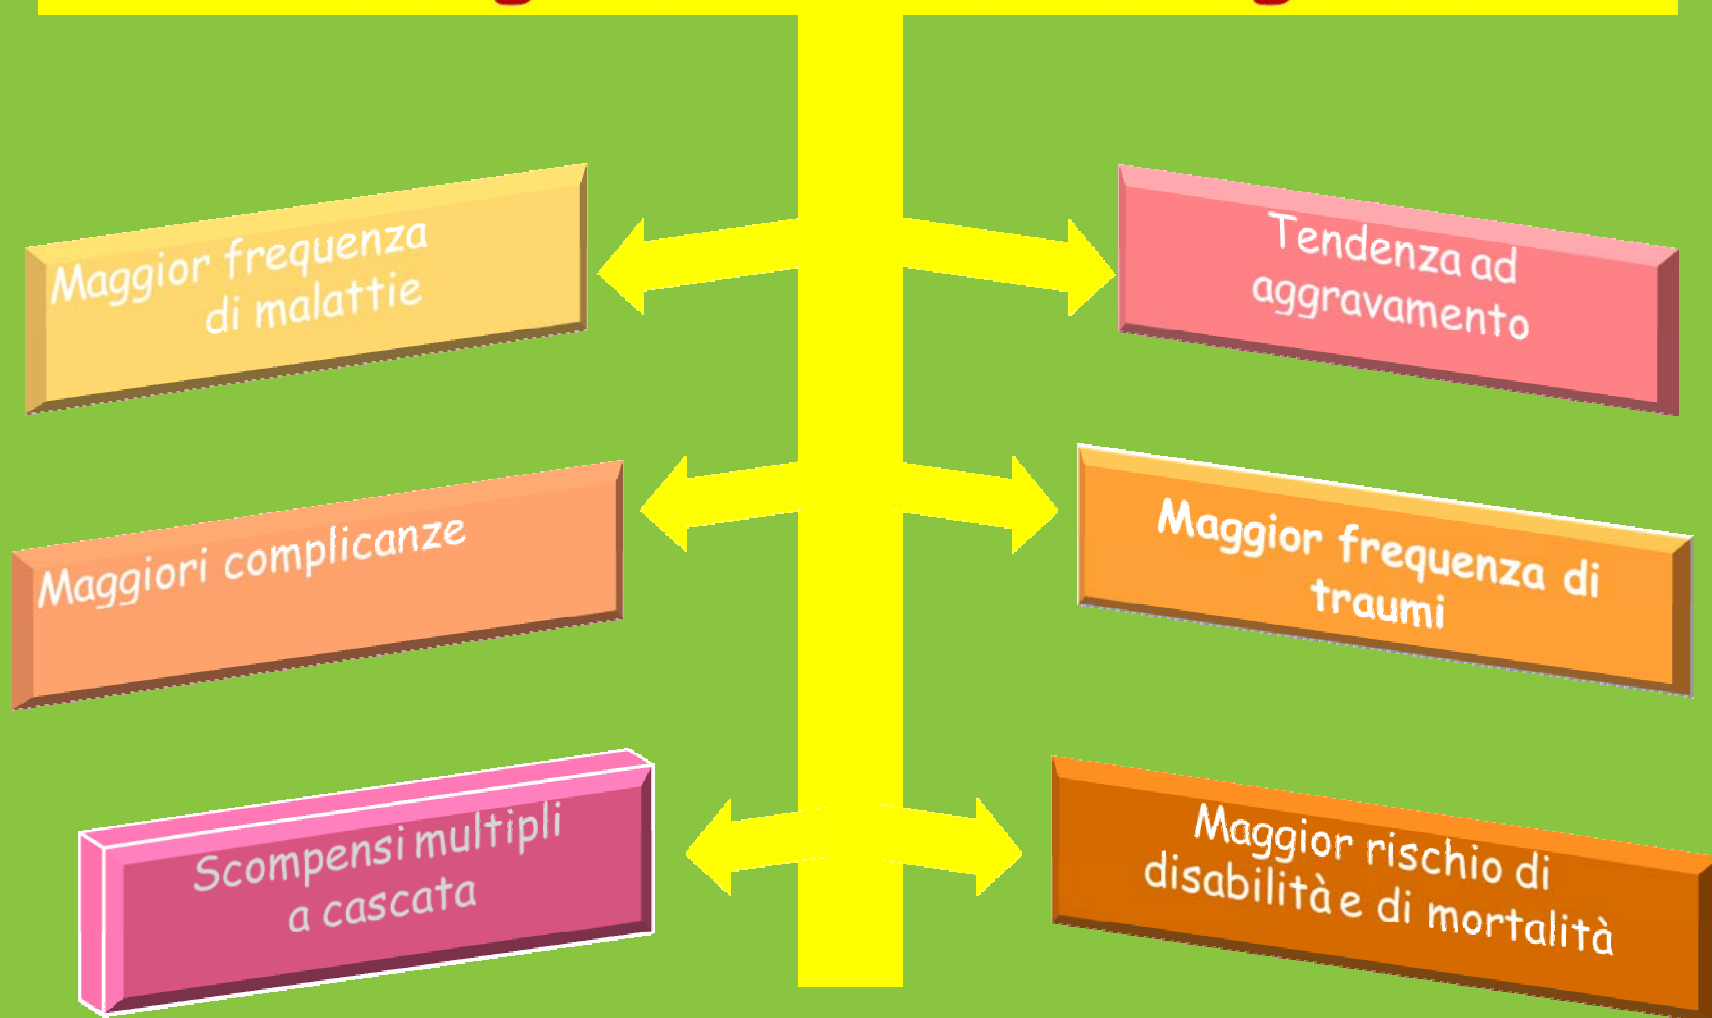 Maggior frequenza
di malattie
Tendenza ad
aggravamento
Maggiori complicanze
Maggior frequenza di
traumi
Scompensi multipli
a cascata
Maggior rischio di
disabilità e di mortalità